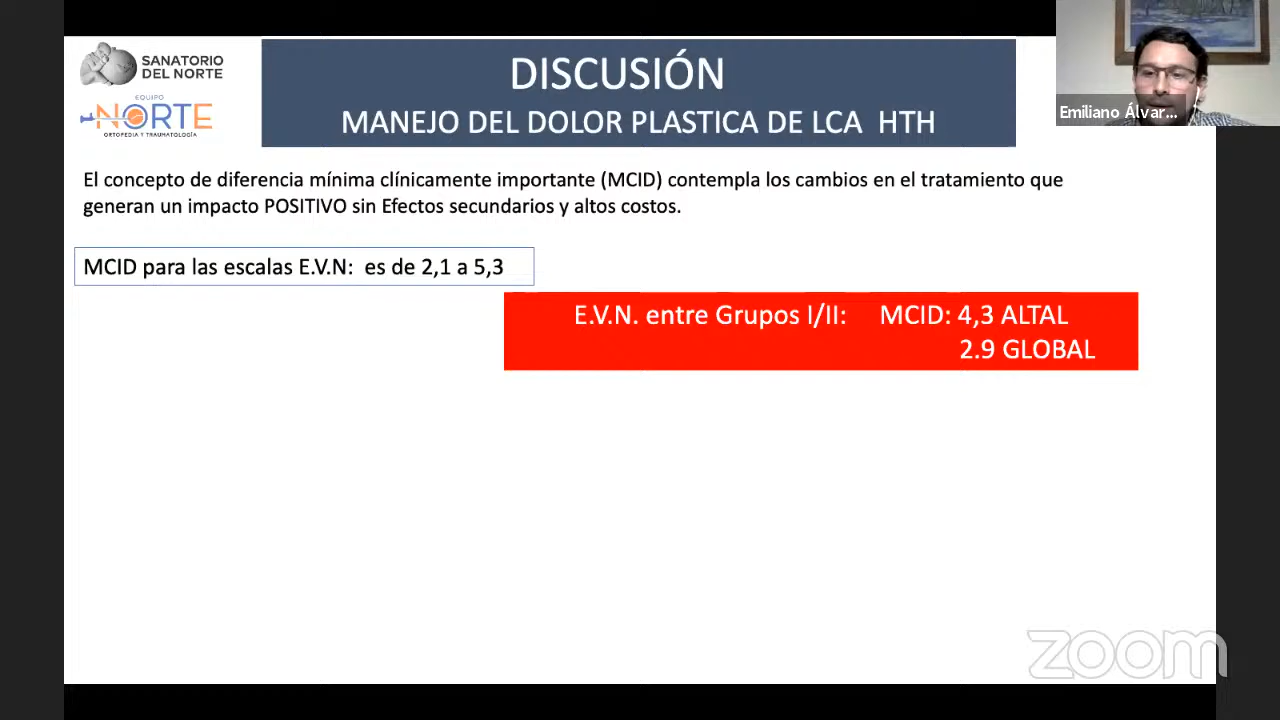 SANATORIO
DEL NORTE
EQUIPO
NORTE
ORTOPEDIA Y TRAUMATOLOGÍA
DISCUSIÓN
MANEJO DEL DOLOR PLASTICA DE LCA HTH
Emiliano Álvar...
El concepto de diferencia mínima clínicamente importante (MCID) contempla los cambios en el tratamiento que
generan un impacto POSITIVO sin Efectos secundarios y altos costos.
MCID para las escalas E.V.N: es de 2,1 a 5,3
E.V.N. entre Grupos I/II: MCID: 4,3 ALTAL
2.9 GLOBAL
zoom